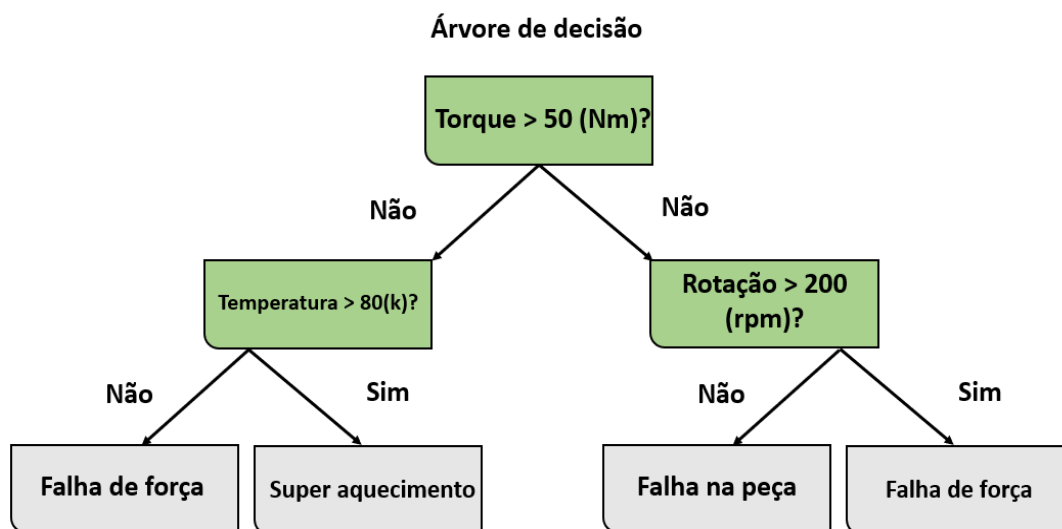 Árvore de decisão
Torque > 50 (Nm)?
Não
Não
Temperatura > 80(k)?
Rotação > 200
(rpm)?
Não
Sim
Não
Sim
Falha de força
Super aquecimento
Falha na peça
Falha de força